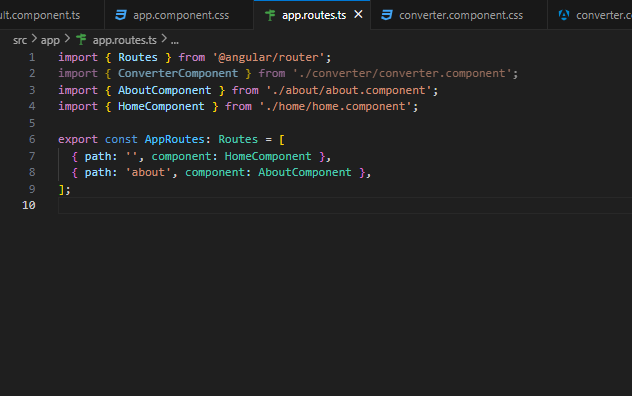 ult.component.ts app.component.css app.routes.ts converter.component.css converter.c
src > app > app.routes.ts > ...
1 import { Routes } from '@angular/router';
2 import { ConverterComponent } from './converter/converter.component';
3 import { AboutComponent } from './about/about.component';
4 import { HomeComponent } from './home/home.component';
5
6 export const AppRoutes: Routes = [
7 { path: '', component: HomeComponent },
8 { path: 'about', component: AboutComponent },
9 ];
10